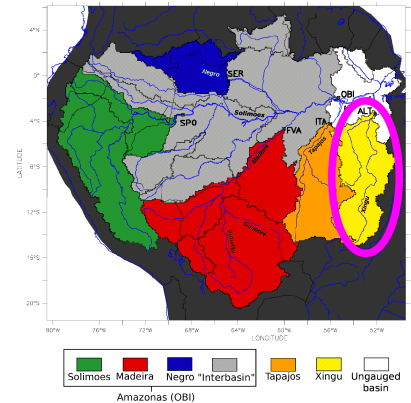 4°N
0°
4°S
8°S
12°S
16°S
20°S
LATITUDE
80°W
76°W
72°W
68°W
64°W
60°W
56°W
52°W
LONGITUDE
Negro
SER
OBI
ALT
SPO
Solimoes
ITA
FVA
Madeira
Tapajos
Xingu
Solimoes
Madeira
Negro
"Interbasin"
Tapajos
Xingu
Ungauged
basin
Amazonas (OBI)